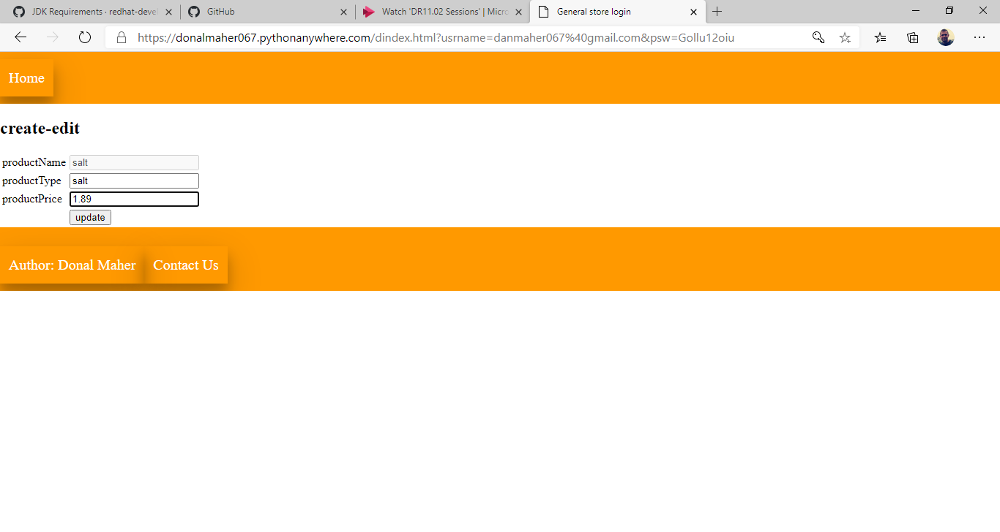 JDK Requirements · redhat-devel
GitHub
Watch 'DR11.02 Sessions' | Micro
General store login
https://donalmaher067.pythonanywhere.com/dindex.html?usrname=danmaher067%40gmail.com&psw=Gollu12oiu
Home
create-edit
productName salt
productType salt
productPrice 1.89
update
Author: Donal Maher Contact Us